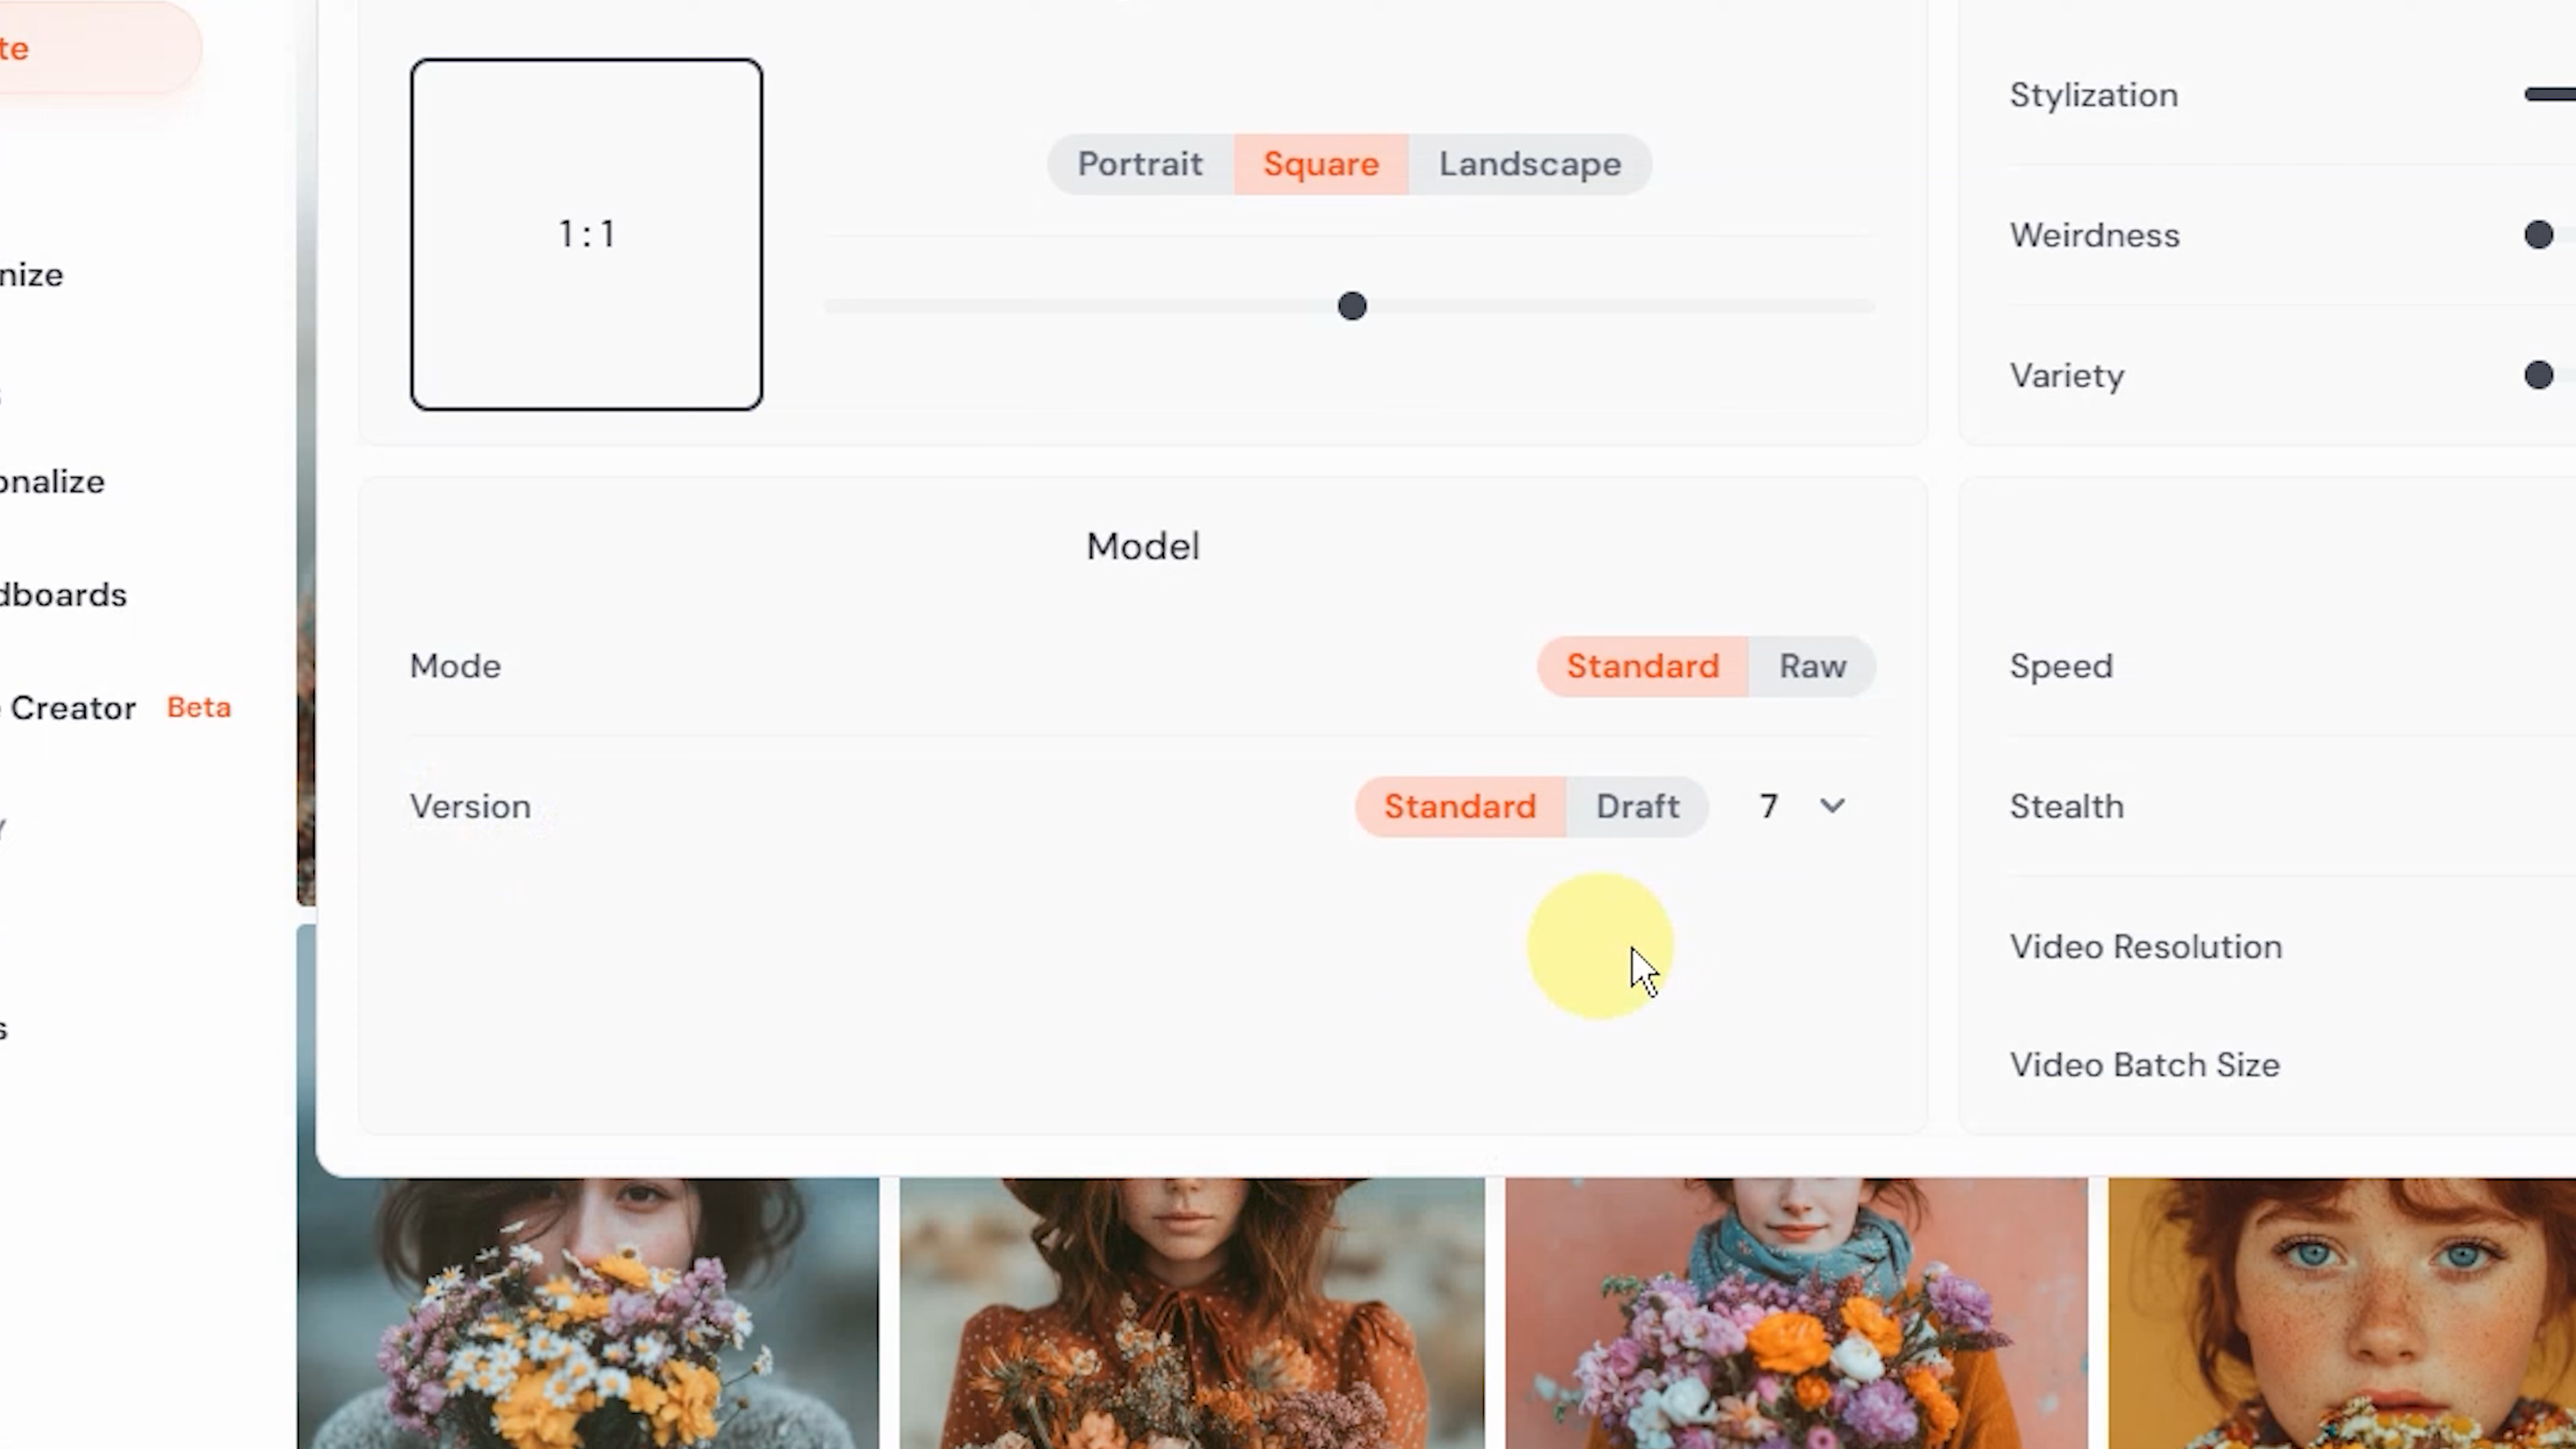 te
nize
onalize
dboards
Creator Beta
s
1 : 1
Portrait Square Landscape
Model
Mode Standard Raw
Version Standard Draft 7
Stylization
Weirdness
Variety
Speed
Stealth
Video Resolution
Video Batch Size